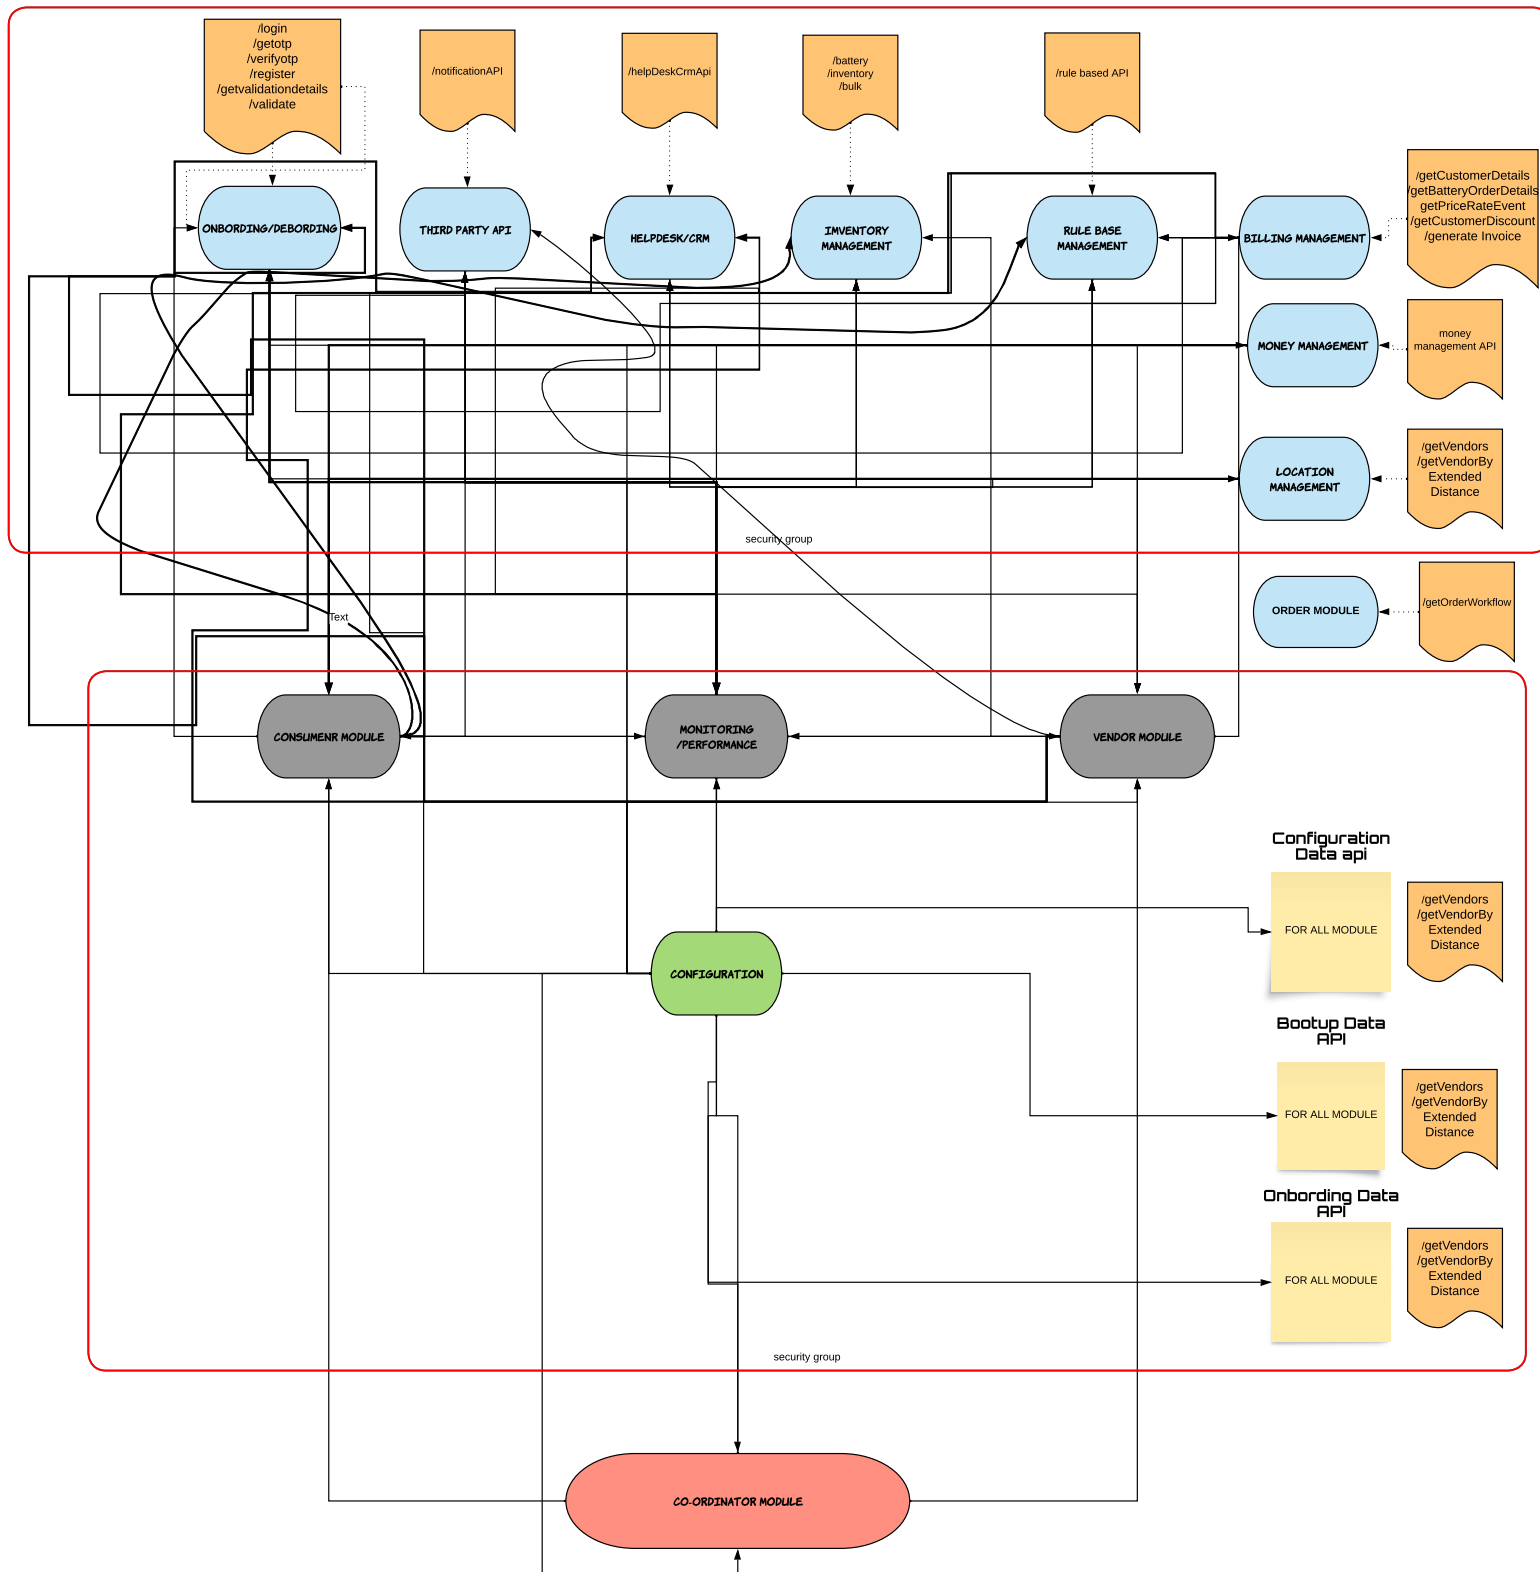 /login
/getotp
/verifyotp
/register
/getvalidationdetails
/validate
/notificationAPI
/helpDeskCrmApi
/battery
/inventory
/bulk
/rule based API
ONBORDING/DEBORDING
THIRD PARTY API
HELPDESK/CRM
IMVENTORY
MANAGEMENT
RULE BASE
MANAGEMENT
BILLING MANAGEMENT
/getCustomerDetails
/getBatteryOrderDetails
getPriceRateEvent
/getCustomerDiscount
/generate Invoice
MONEY MANAGEMENT
money
management API
LOCATION
MANAGEMENT
/getVendors
/getVendorBy
Extended
Distance
security group
ORDER MODULE
/getOrderWorkflow
Text
CONSUMENR MODULE
MONITORING
/PERFORMANCE
VENDOR MODULE
Configuration
Data api
FOR ALL MODULE
/getVendors
/getVendorBy
Extended
Distance
CONFIGURATION
Bootup Data
API
FOR ALL MODULE
/getVendors
/getVendorBy
Extended
Distance
Onbording Data
API
FOR ALL MODULE
/getVendors
/getVendorBy
Extended
Distance
security group
CO-ORDINATOR MODULE